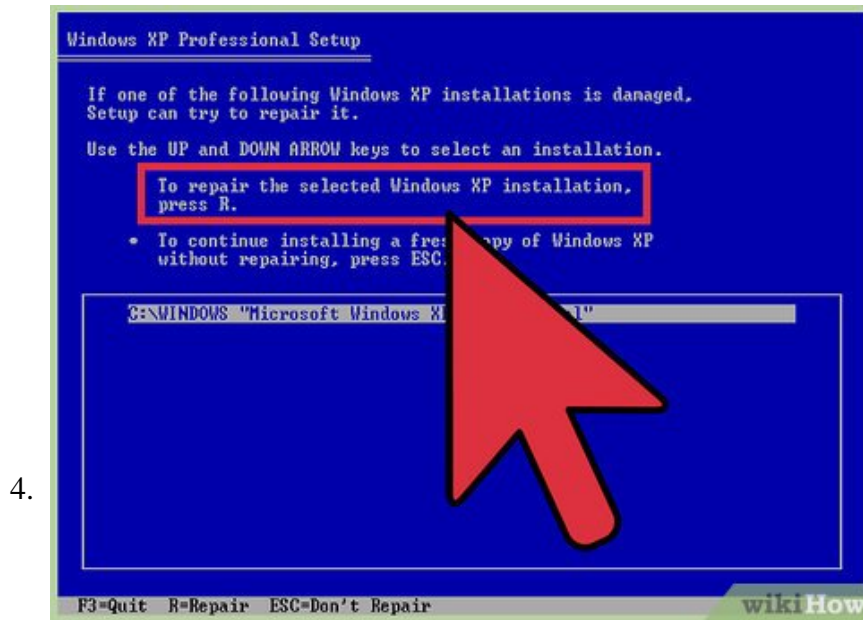 Windows XP Professional Setup
If one of the following Windows XP installations is damaged,
Setup can try to repair it.
Use the UP and DOWN ARROW keys to select an installation.
To repair the selected Windows XP installation,
press R.
• To continue installing a of Windows XP
without repairing, press ESC.
C:\WINDOWS "Microsoft Windows
4.
F3=Quit R=Repair ESC=Don't Repair
wikiHow